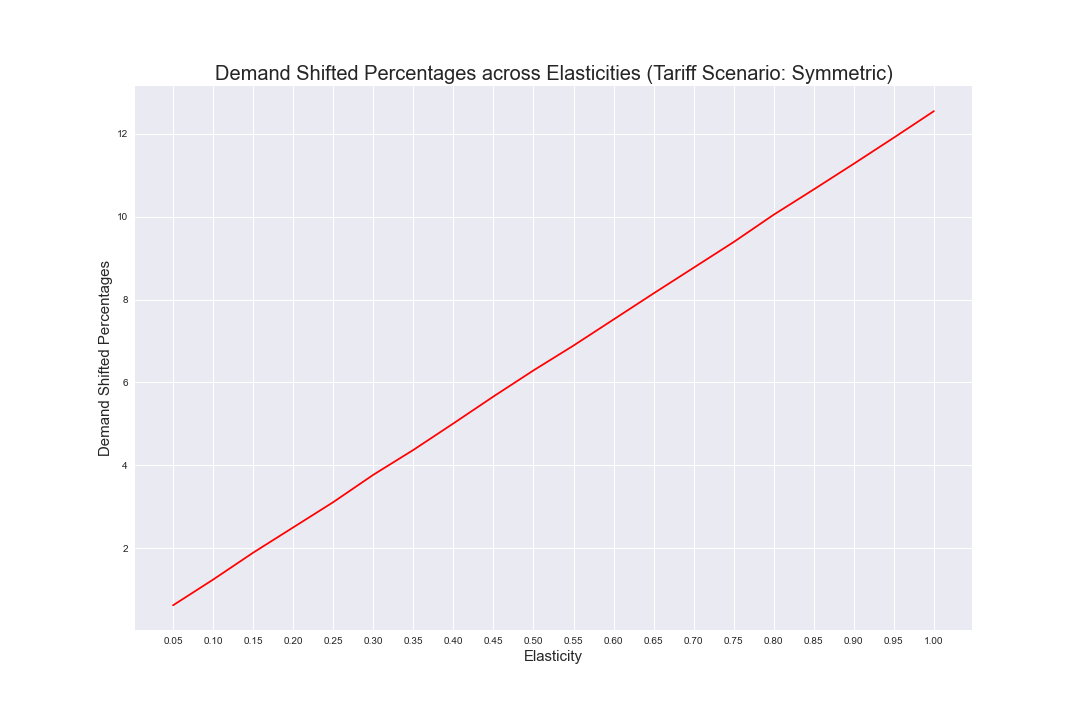 Demand Shifted Percentages across Elasticities (Tariff Scenario: Symmetric)
Demand Shifted Percentages
12
10
8
6
4
2
0.05 0.10 0.15 0.20 0.25 0.30 0.35 0.40 0.45 0.50 0.55 0.60 0.65 0.70 0.75 0.80 0.85 0.90 0.95 1.00
Elasticity